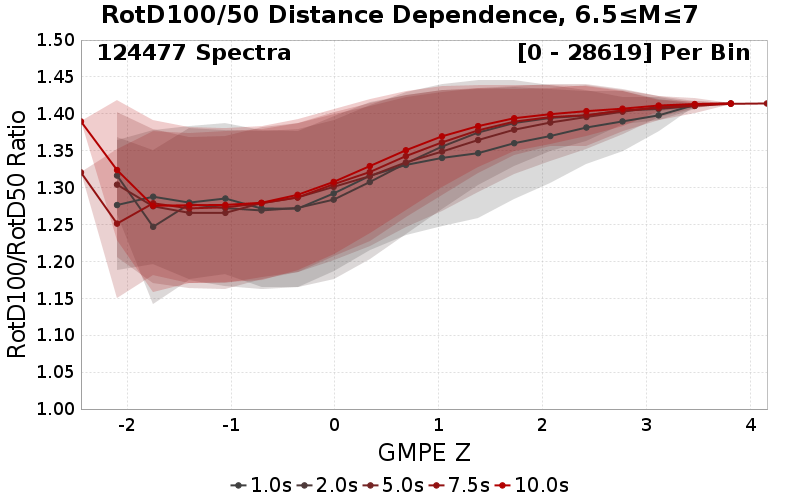 RotD100/50 Distance Dependence, 6.5≤M≤7
124477 Spectra
[0 - 28619] Per Bin
RotD100/RotD50 Ratio
1.50
1.45
1.40
1.35
1.30
1.25
1.20
1.15
1.10
1.05
1.00
-2 -1 0 1 2 3 4
GMPE Z
1.0s 2.0s 5.0s 7.5s 10.0s